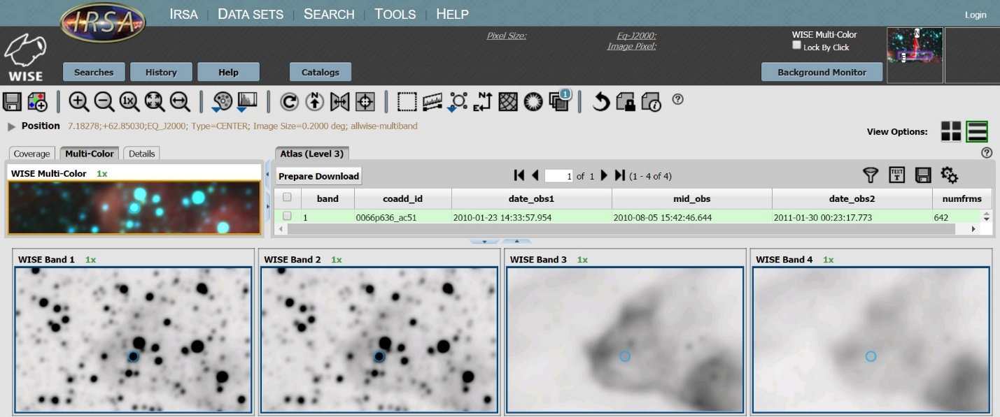 IRSA
IRSA DATA SETS SEARCH TOOLS HELP Login
WISE
Pixel Size: Eq-J2000: WISE Multi-Color
Image Pixel: Lock By Click
N
Searches History Help Catalogs Background Monitor
1x N N E 1 i ?
Position 7.18278;+62.85030;EQ_J2000; Type=CENTER; Image Size=0.2000 deg; allwise-multiband
View Options:
Coverage Multi-Color Details
Atlas (Level 3) ?
WISE Multi-Color 1x
Prepare Download 1 of 1 (1 - 4 of 4) TEXT T
band coadd_id date_obs1 mid_obs date_obs2 numfrms
1 0066p636_ac51 2010-01-23 14:33:57.954 2010-08-05 15:42:46.644 2011-01-30 00:23:17.773 642
WISE Band 1 1x WISE Band 2 1x WISE Band 3 1x WISE Band 4 1x